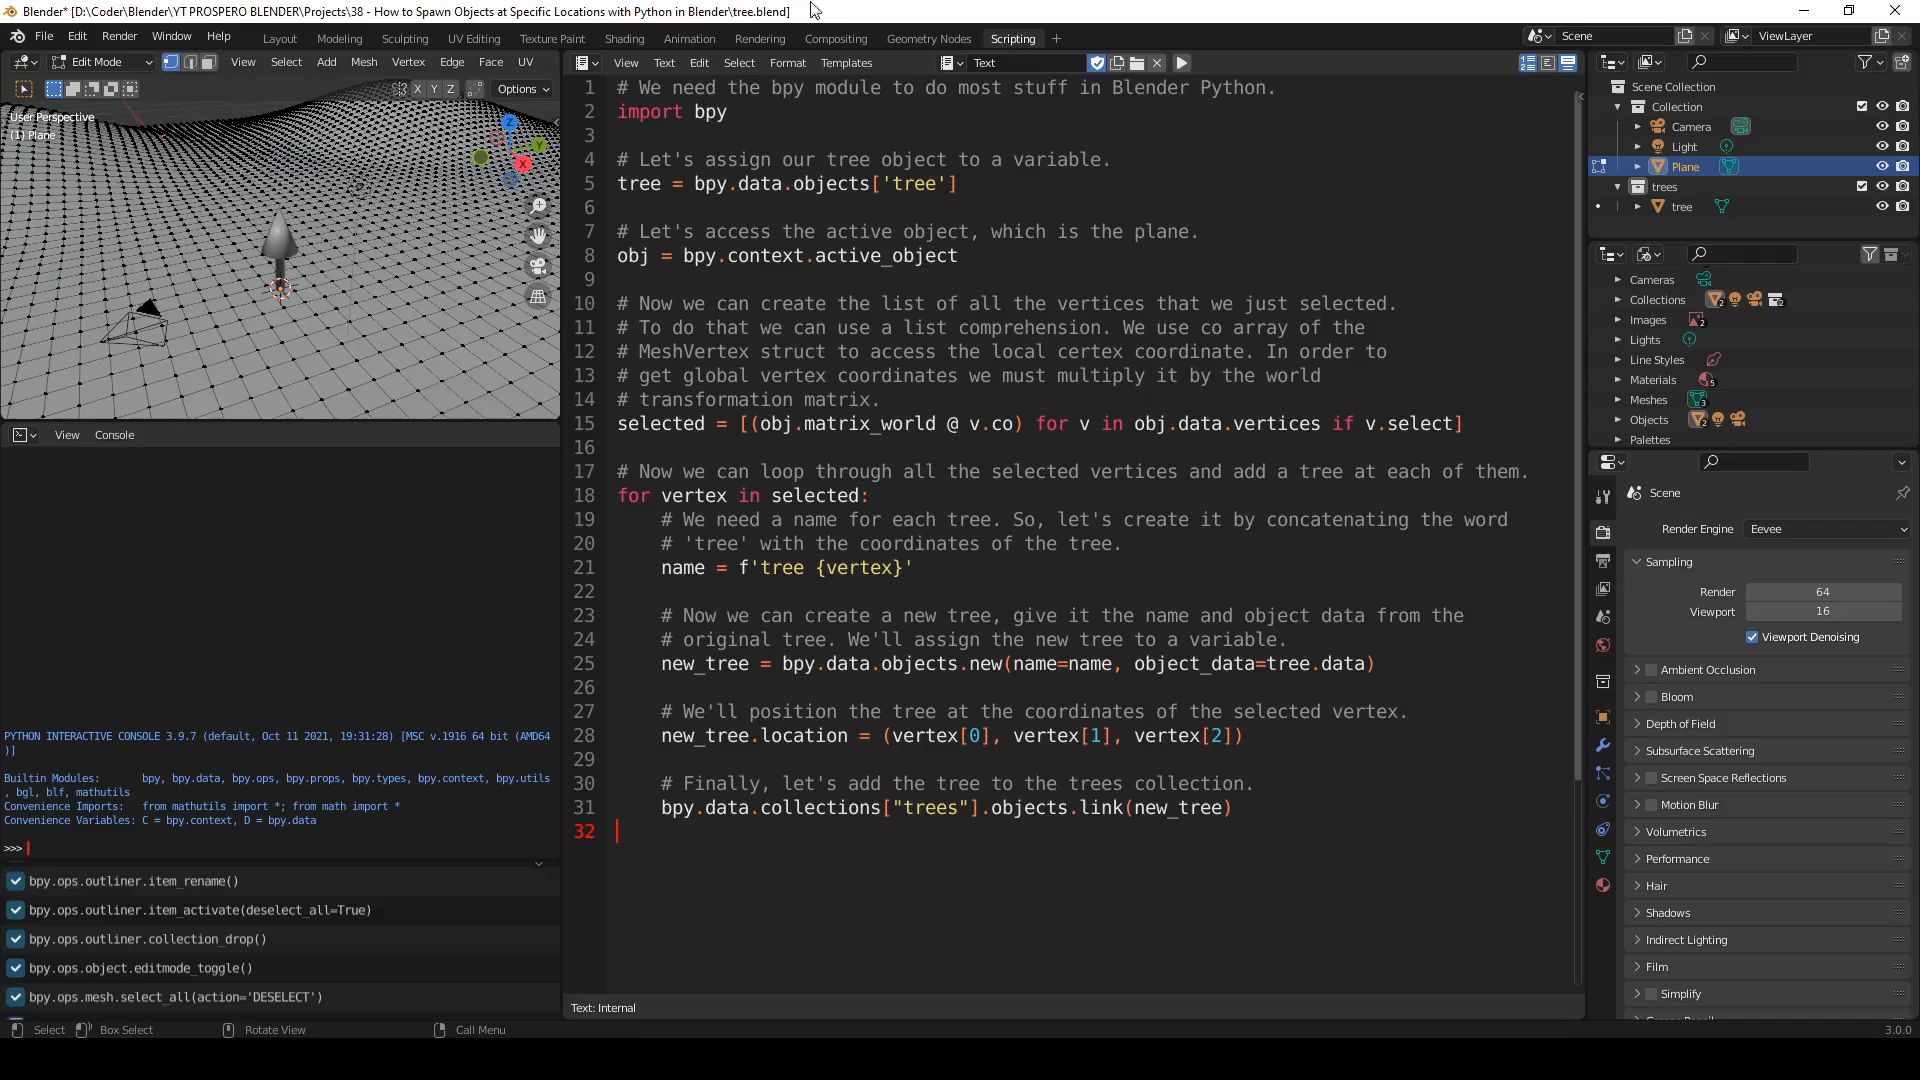 Blender* [D:\Coder\Blender\YT PROSPERO BLENDER\Projects\38 - How to Spawn Objects at Specific Locations with Python in Blender\tree.blend]
File Edit Render Window Help
Layout Modeling Sculpting UV Editing Texture Paint Shading Animation Rendering Compositing Geometry Nodes Scripting +
Scene
ViewLayer
Edit Mode
View Select Add Mesh Vertex Edge Face UV
X Y Z Options
User Perspective
(1) Plane
Z
Y
X
View Console
PYTHON INTERACTIVE CONSOLE 3.9.7 (default, Oct 11 2021, 19:31:28) [MSC v.1916 64 bit (AMD64
)]
Builtin Modules: bpy, bpy.data, bpy.ops, bpy.props, bpy.types, bpy.context, bpy.utils
, bgl, blf, mathutils
Convenience Imports: from mathutils import *; from math import *
Convenience Variables: C = bpy.context, D = bpy.data
>>>
bpy.ops.outliner.item_rename()
bpy.ops.outliner.item_activate(deselect_all=True)
bpy.ops.outliner.collection_drop()
bpy.ops.object.editmode_toggle()
bpy.ops.mesh.select_all(action='DESELECT')
View Text Edit Select Format Templates
Text
1 # We need the bpy module to do most stuff in Blender Python.
2 import bpy
3
4 # Let's assign our tree object to a variable.
5 tree = bpy.data.objects['tree']
6
7 # Let's access the active object, which is the plane.
8 obj = bpy.context.active_object
9
10 # Now we can create the list of all the vertices that we just selected.
11 # To do that we can use a list comprehension. We use co array of the
12 # MeshVertex struct to access the local certex coordinate. In order to
13 # get global vertex coordinates we must multiply it by the world
14 # transformation matrix.
15 selected = [(obj.matrix_world @ v.co) for v in obj.data.vertices if v.select]
16
17 # Now we can loop through all the selected vertices and add a tree at each of them.
18 for vertex in selected:
19 # We need a name for each tree. So, let's create it by concatenating the word
20 # 'tree' with the coordinates of the tree.
21 name = f'tree {vertex}'
22
23 # Now we can create a new tree, give it the name and object data from the
24 # original tree. We'll assign the new tree to a variable.
25 new_tree = bpy.data.objects.new(name=name, object_data=tree.data)
26
27 # We'll position the tree at the coordinates of the selected vertex.
28 new_tree.location = (vertex[0], vertex[1], vertex[2])
29
30 # Finally, let's add the tree to the trees collection.
31 bpy.data.collections["trees"].objects.link(new_tree)
32
Text: Internal
Scene Collection
Collection
Camera
Light
Plane
trees
tree
Cameras
Collections 2 2
Images 2
Lights
Line Styles
Materials 5
Meshes 3
Objects 2
Palettes
Scene
Render Engine Eevee
Sampling
Render 64
Viewport 16
Viewport Denoising
Ambient Occlusion
Bloom
Depth of Field
Subsurface Scattering
Screen Space Reflections
Motion Blur
Volumetrics
Performance
Hair
Shadows
Indirect Lighting
Film
Simplify
Select Box Select Rotate View Call Menu
3.0.0